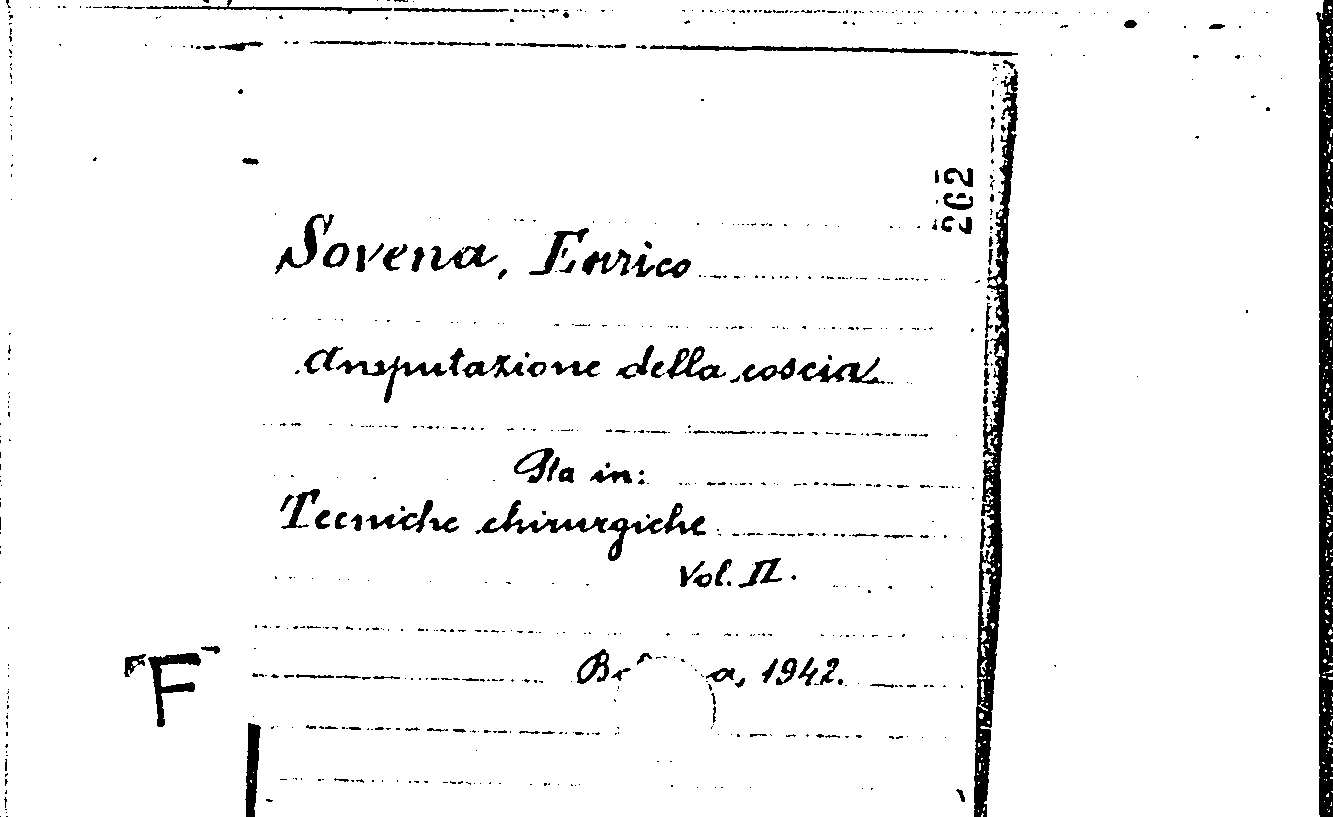 262
Sovena, Enrico
Amputazione della coscia
Sta in:
Tecniche chirurgiche
Vol. II.
1942.
F